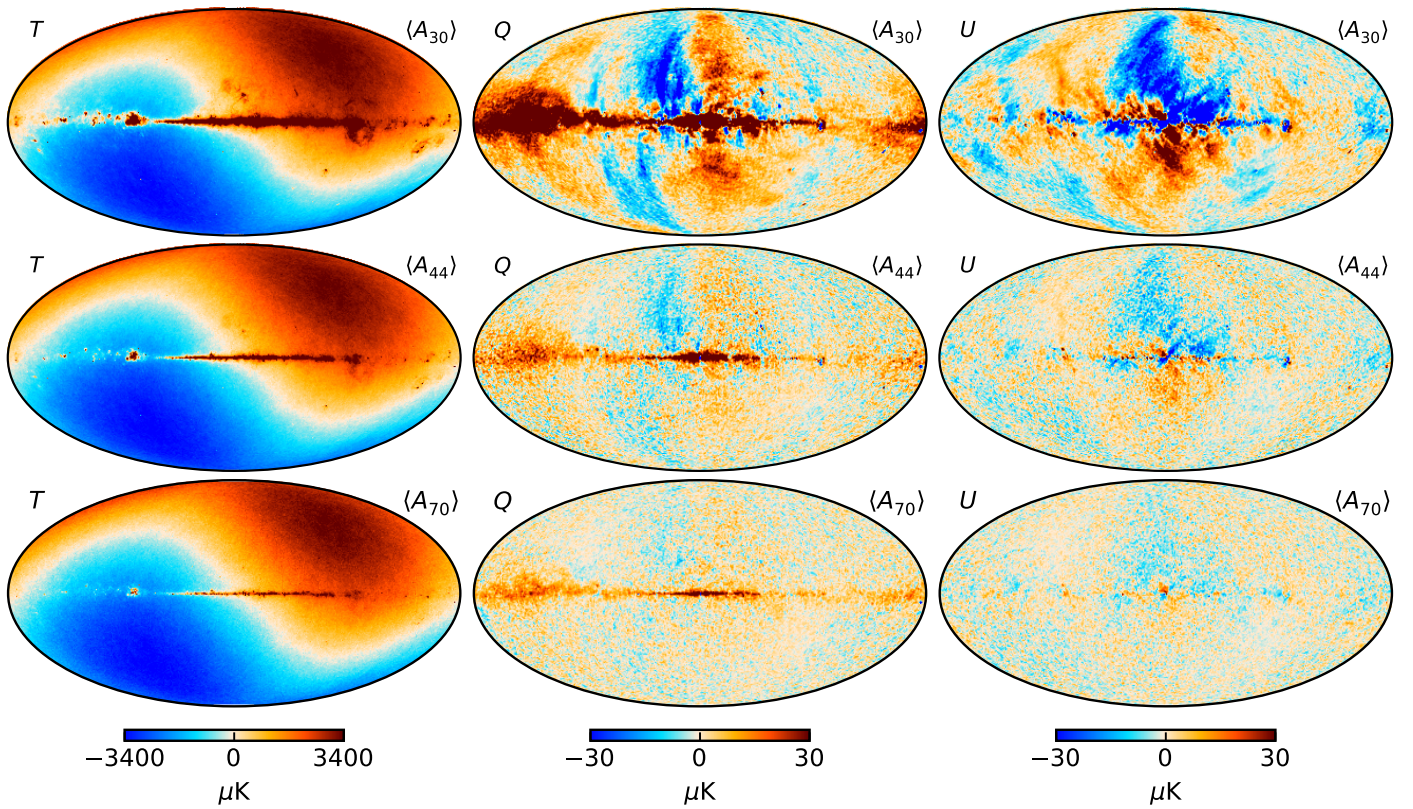 T ⟨A₃₀⟩ Q ⟨A₃₀⟩ U ⟨A₃₀⟩
T ⟨A₄₄⟩ Q ⟨A₄₄⟩ U ⟨A₄₄⟩
T ⟨A₇₀⟩ Q ⟨A₇₀⟩ U ⟨A₇₀⟩
−3400 0 3400 −30 0 30 −30 0 30
μK μK μK